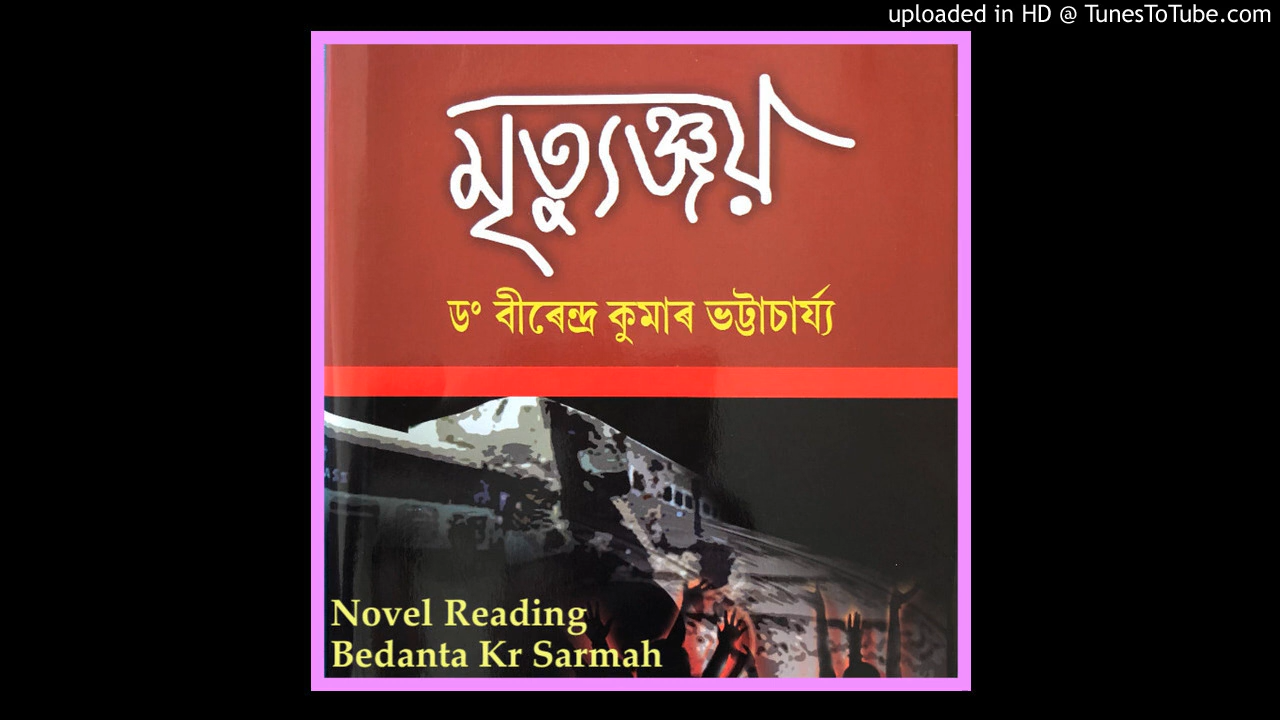 uploaded in HD @ TunesToTube.com
মৃত্যুঞ্জয়
ড° বীৰেন্দ্ৰ কুমাৰ ভট্টাচাৰ্য্য
Novel Reading
Bedanta Kr Sarmah